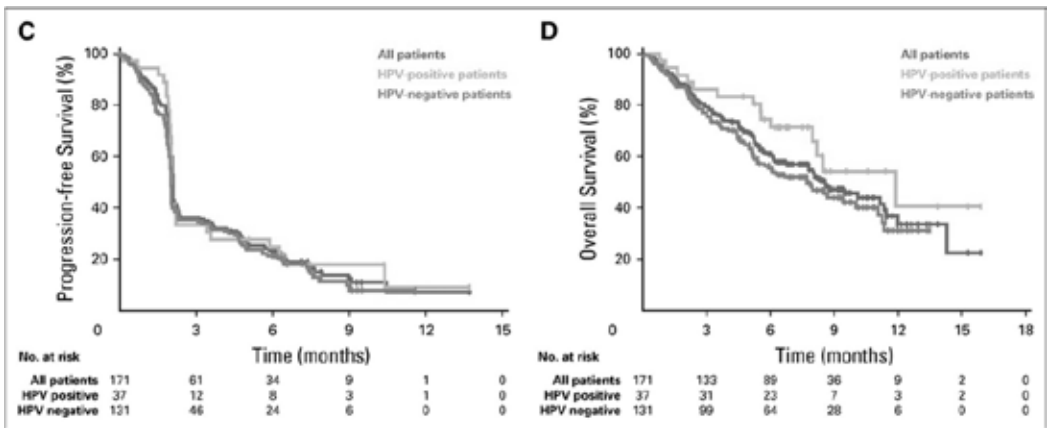 C
Progression-free Survival (%)
100
80
60
40
20
0
3
6
9
12
15
Time (months)
All patients
HPV-positive patients
HPV-negative patients
No. at risk
All patients 171 61 34 9 1 0
HPV positive 37 12 8 3 1 0
HPV negative 131 46 24 6 0 0
D
Overall Survival (%)
100
80
60
40
20
0
3
6
9
12
15
18
Time (months)
All patients
HPV-positive patients
HPV-negative patients
No. at risk
All patients 171 133 89 36 9 2 0
HPV positive 37 31 23 7 3 2 0
HPV negative 131 99 64 28 6 0 0